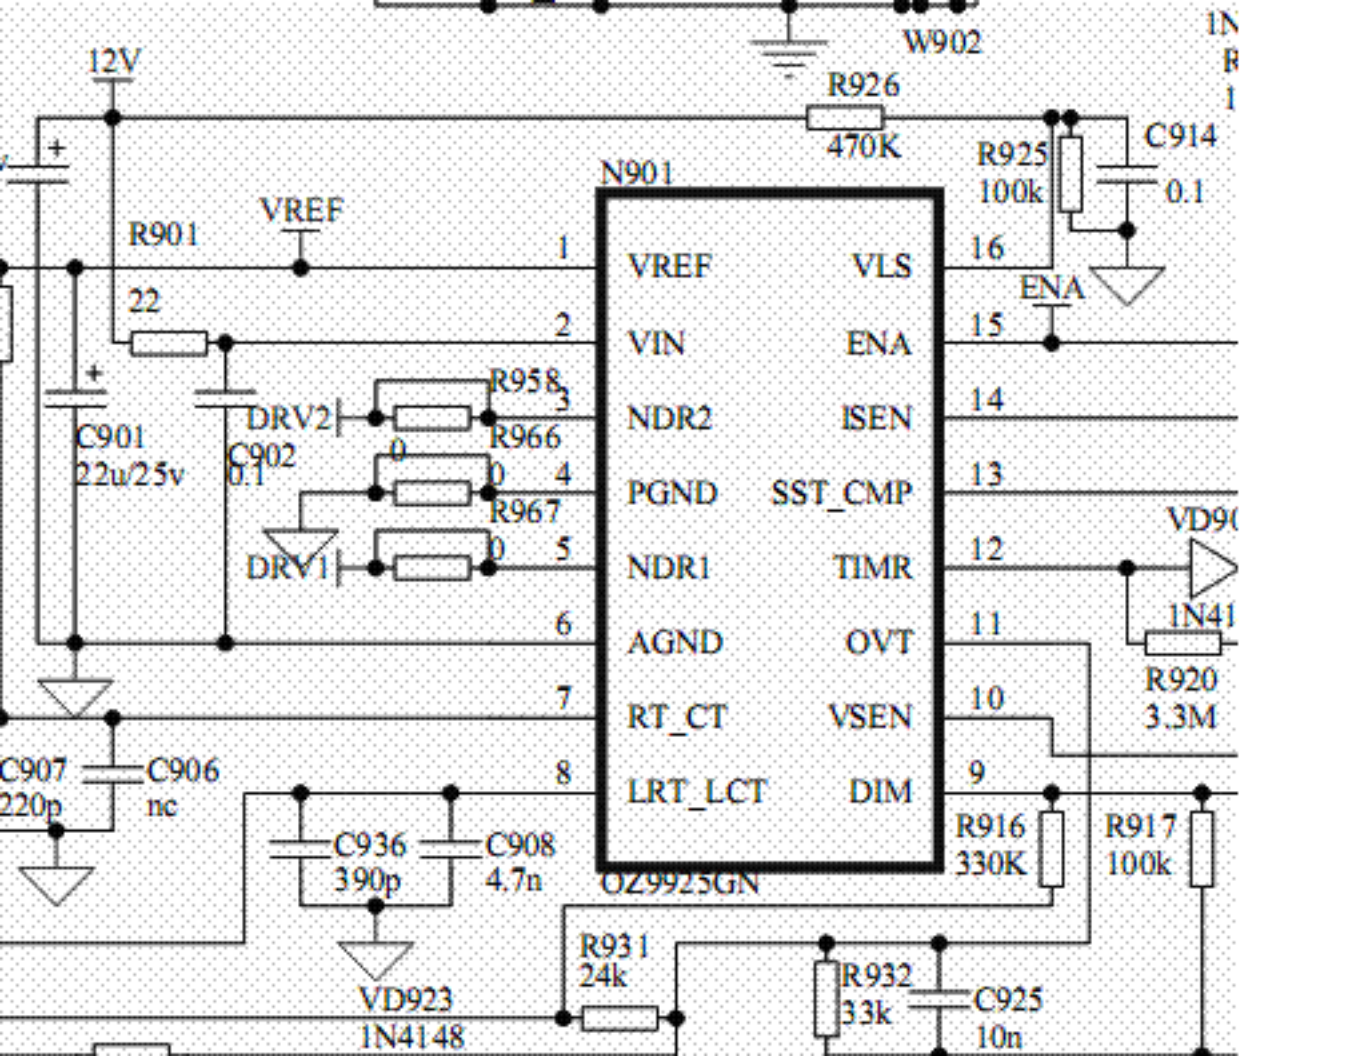 1N
R
1
W902
12V
R926
470K
C914
0.1
R925
100k
N901
v
+
VREF
R901
22
1
VREF
VLS
16
ENA
2
VIN
ENA
15
+
C901
22u/25v
C902
0.1
R958
DRV2
3
NDR2
ISEN
14
0
R966
0
4
PGND
SST_CMP
13
R967
0
DRV1
5
NDR1
TIMR
12
VD90
1N41
6
AGND
OVT
11
R920
3.3M
7
RT_CT
VSEN
10
C907
220p
C906
nc
8
LRT_LCT
DIM
9
C936
390p
C908
4.7n
OZ9925GN
R916
330K
R917
100k
R931
24k
R932
33k
C925
10n
VD923
1N4148